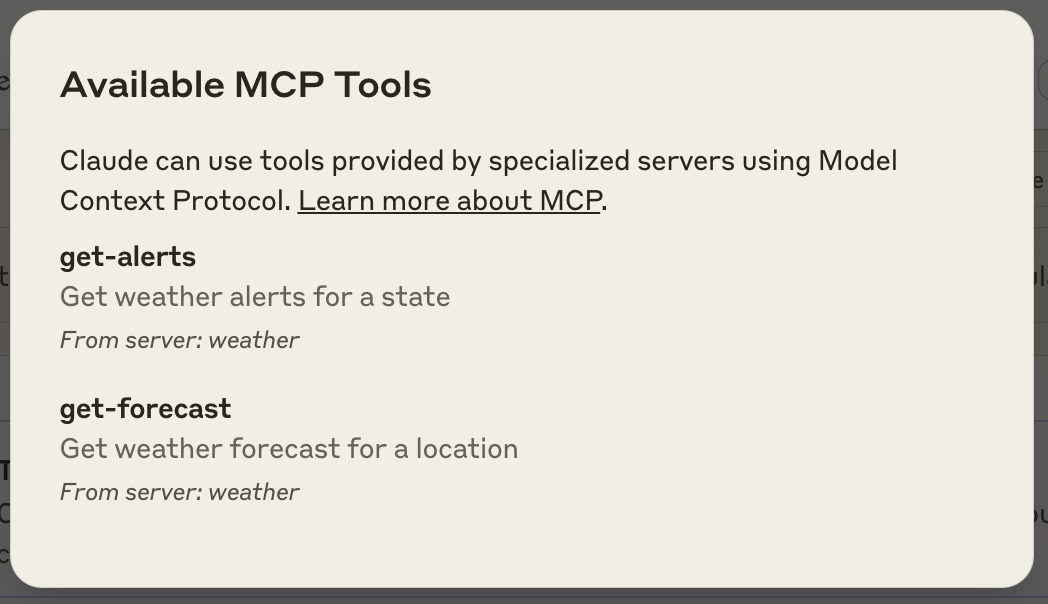 Available MCP Tools
Claude can use tools provided by specialized servers using Model
Context Protocol. Learn more about MCP.
get-alerts
Get weather alerts for a state
From server: weather
get-forecast
Get weather forecast for a location
From server: weather